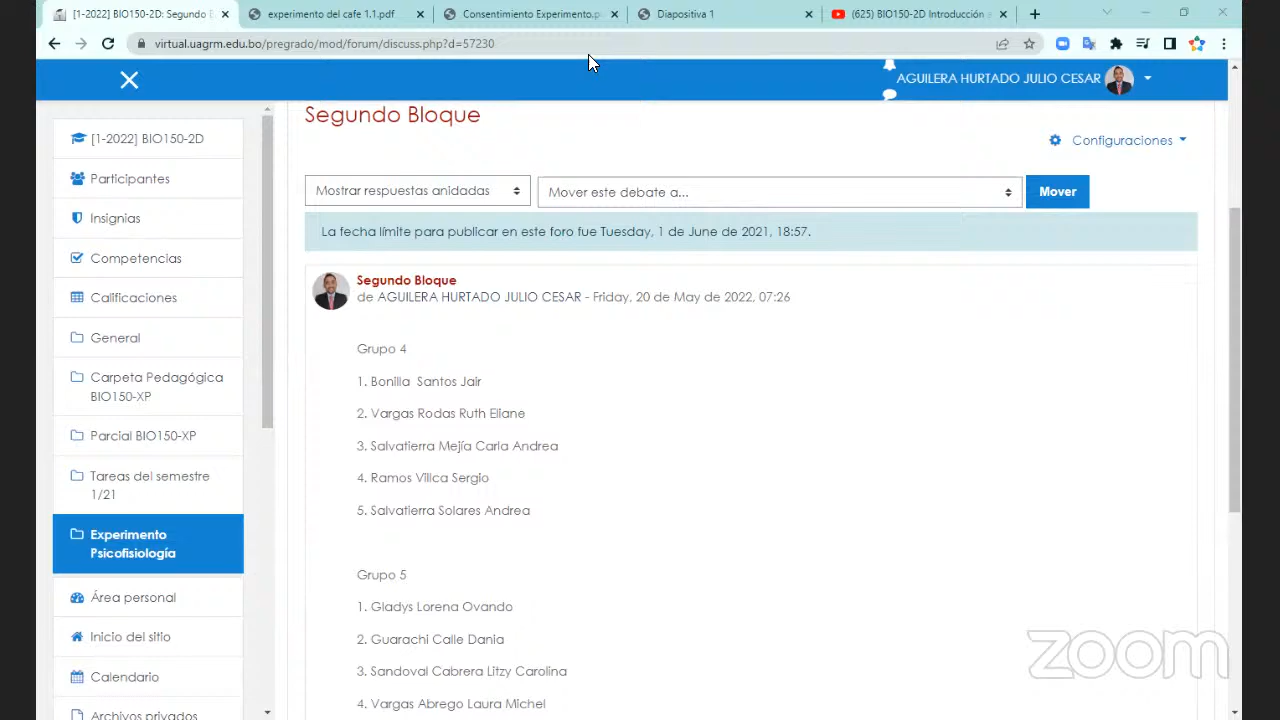 [1-2022] BIO150-2D: Segundo B
experimento del cafe 1.1.pdf
Consentimiento Experimento.p
Diapositiva 1
(625) BIO150-2D Introducción y
virtual.uagrm.edu.bo/pregrado/mod/forum/discuss.php?d=57230
AGUILERA HURTADO JULIO CESAR
[1-2022] BIO150-2D
Participantes
Insignias
Competencias
Calificaciones
General
Carpeta Pedagógica
BIO150-XP
Parcial BIO150-XP
Tareas del semestre
1/21
Experimento
Psicofisiología
Área personal
Inicio del sitio
Calendario
Archivos privados
Segundo Bloque
Configuraciones
Mostrar respuestas anidadas
Mover este debate a...
Mover
La fecha límite para publicar en este foro fue Tuesday, 1 de June de 2021, 18:57.
Segundo Bloque
de AGUILERA HURTADO JULIO CESAR - Friday, 20 de May de 2022, 07:26
Grupo 4
1. Bonilla Santos Jair
2. Vargas Rodas Ruth Eliane
3. Salvatierra Mejía Carla Andrea
4. Ramos Villca Sergio
5. Salvatierra Solares Andrea
Grupo 5
1. Gladys Lorena Ovando
2. Guarachi Calle Dania
3. Sandoval Cabrera Litzy Carolina
4. Vargas Abrego Laura Michel
zoom